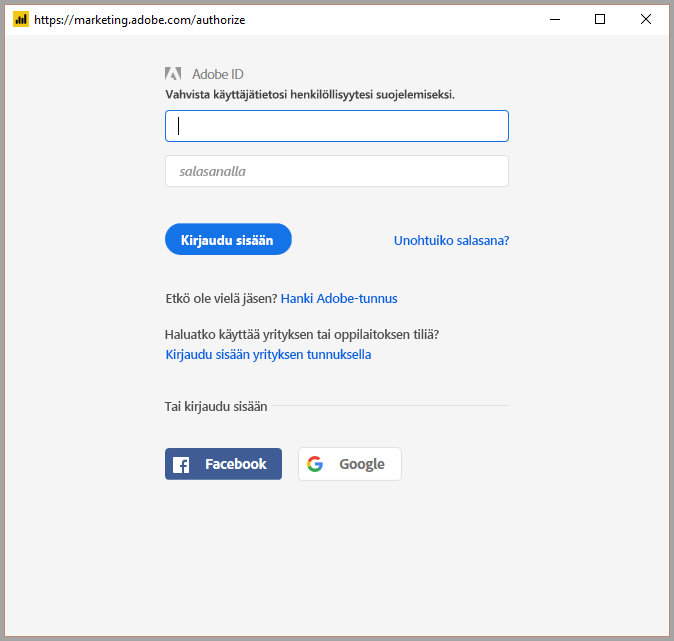 https://marketing.adobe.com/authorize
Adobe ID
Vahvista käyttäjätietosi henkilöllisyytesi suojelemiseksi.
salasanalla
Kirjaudu sisään
Unohtuiko salasana?
Etkö ole vielä jäsen? Hanki Adobe-tunnus
Haluatko käyttää yrityksen tai oppilaitoksen tiliä?
Kirjaudu sisään yrityksen tunnuksella
Tai kirjaudu sisään
Facebook
Google